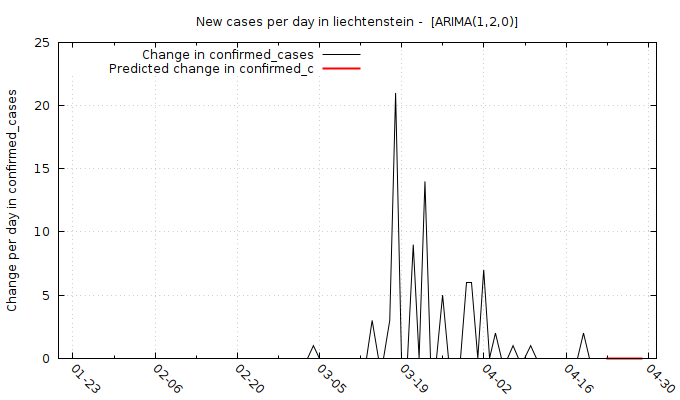 New cases per day in liechtenstein - [ARIMA(1,2,0)]
Change per day in confirmed_cases
Change in confirmed_cases
Predicted change in confirmed_c
25
20
15
10
5
0
01-23 02-06 02-20 03-05 03-19 04-02 04-16 04-30